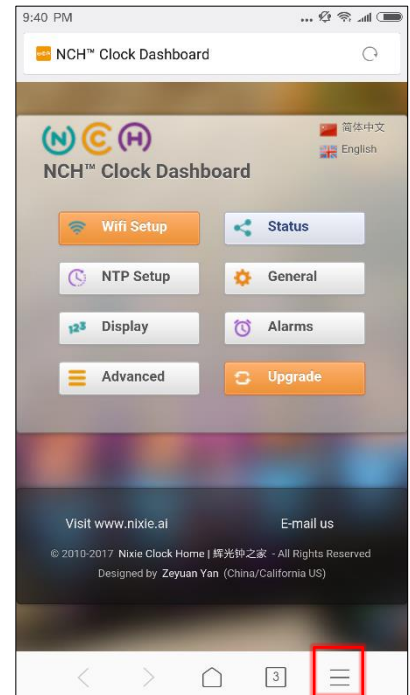 9:40 PM
NCH™ Clock Dashboard
N C H
简体中文
English
NCH™ Clock Dashboard
Wifi Setup
Status
NTP Setup
General
123 Display
Alarms
Advanced
Upgrade
Visit www.nixie.ai
E-mail us
© 2010-2017 Nixie Clock Home | 辉光钟之家 - All Rights Reserved
Designed by Zeyuan Yan (China/California US)
3